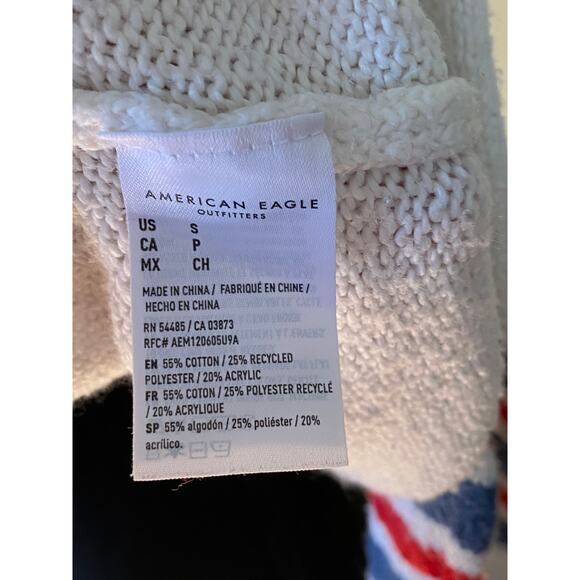 AMERICAN EAGLE
OUTFITTERS
US S
CA P
MX CH
MADE IN CHINA / FABRIQUÉ EN CHINE /
HECHO EN CHINA
RN 54485 / CA 03873
RFC# AEM120605U9A
EN 55% COTTON / 25% RECYCLED
POLYESTER / 20% ACRYLIC
FR 55% COTON / 25% POLYESTER RECYCLÉ
/ 20% ACRYLIQUE
SP 55% algodón / 25% poliéster / 20%
acrílico.